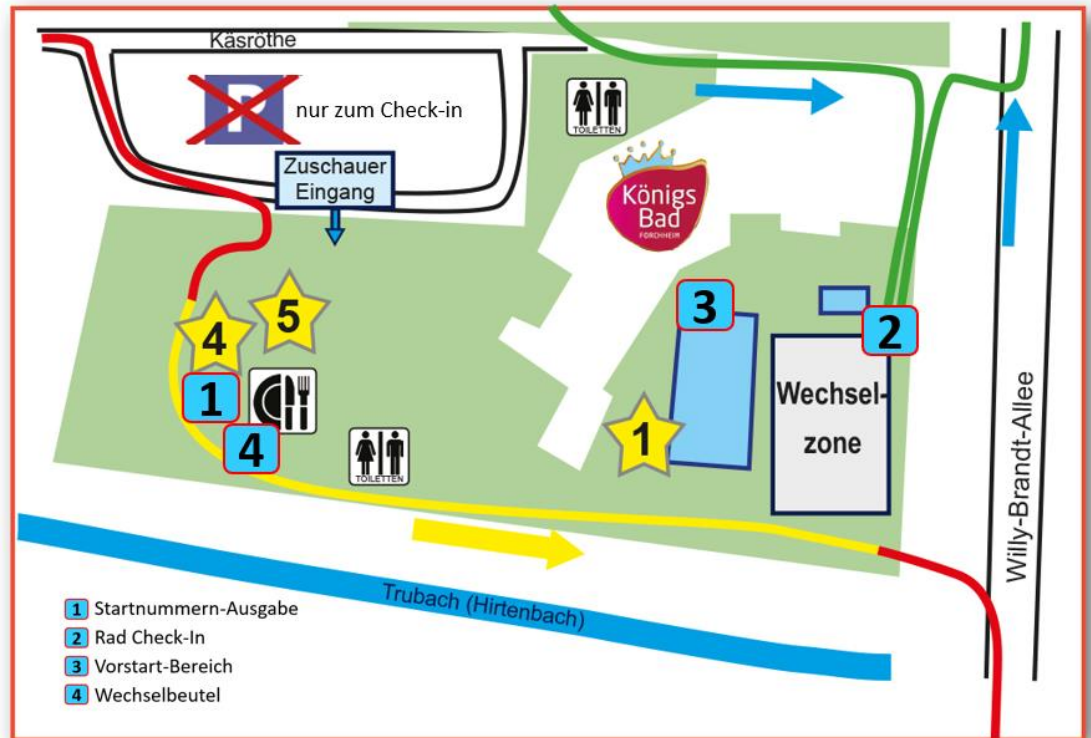 Käsröthe
P nur zum Check-in
TOILETTEN
Zuschauer
Eingang
Königs
Bad
FORCHHEIM
5
4
3
2
1
Wechsel-
zone
1
4
TOILETTEN
Willy-Brandt-Allee
Trubach (Hirtenbach)
1 Startnummern-Ausgabe
2 Rad Check-In
3 Vorstart-Bereich
4 Wechselbeutel